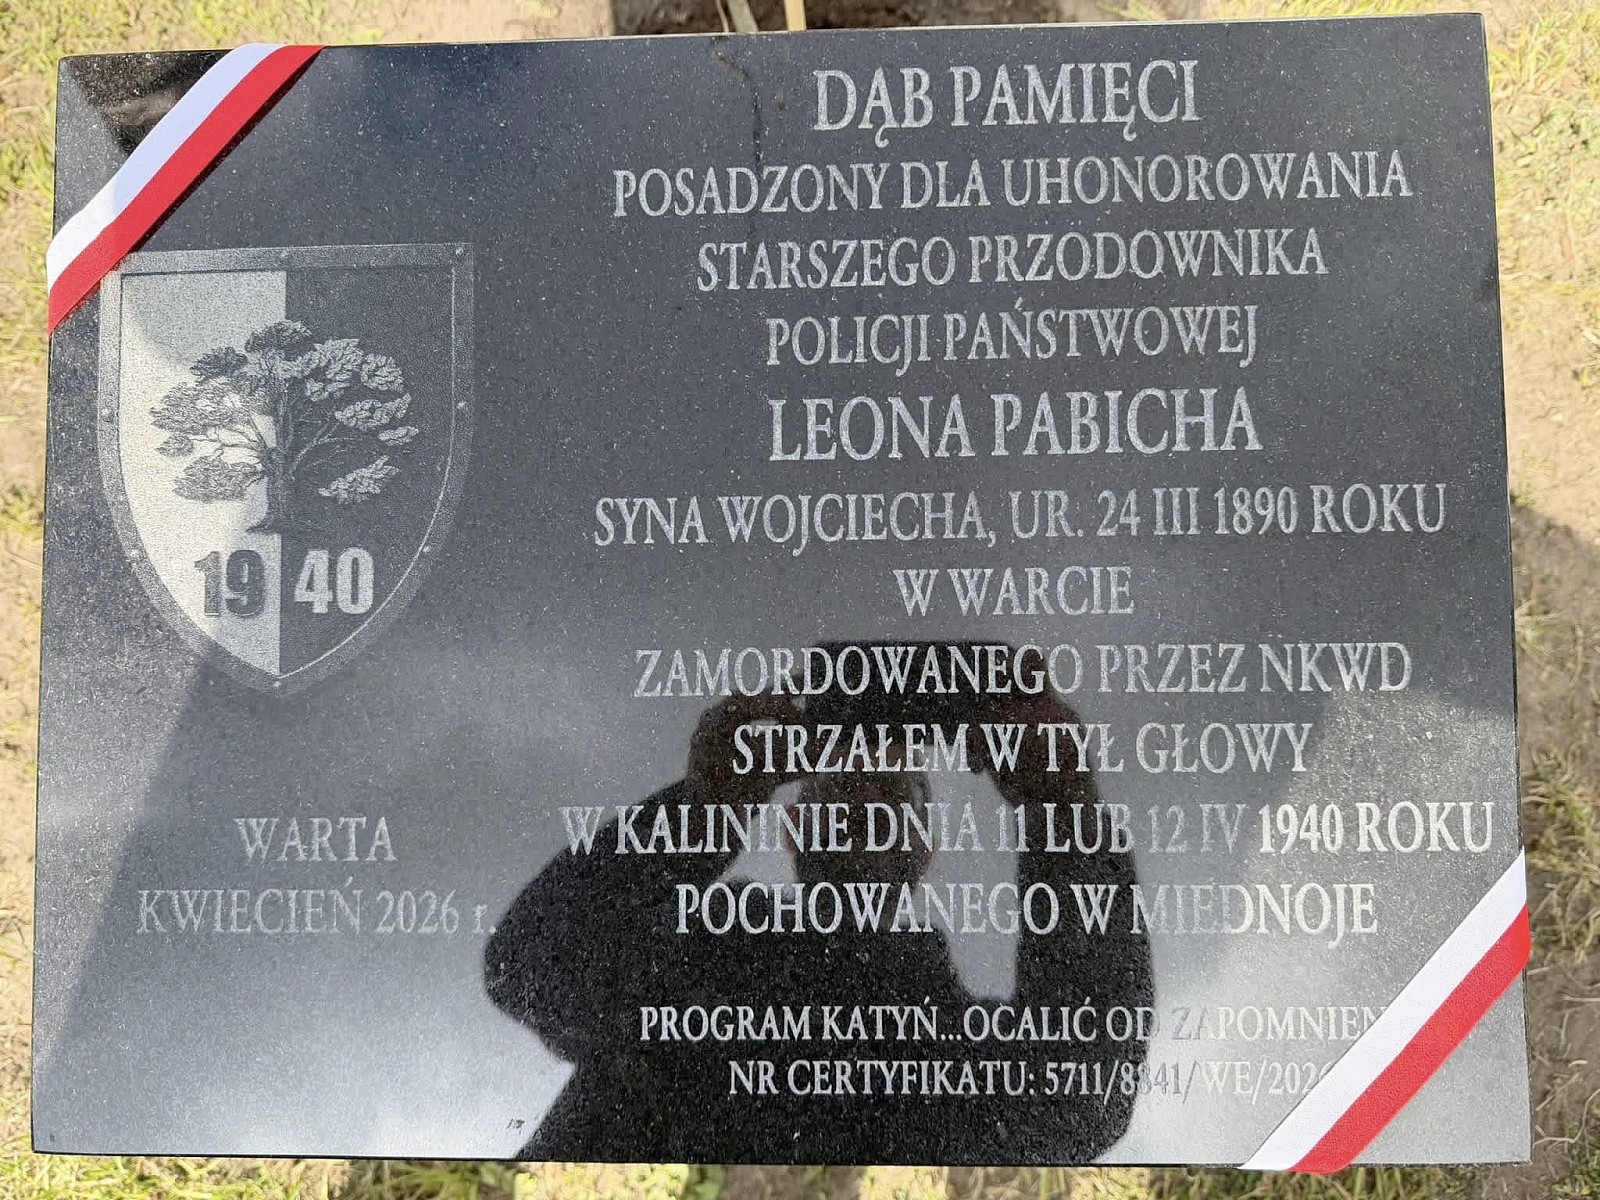 DĄB PAMIĘCI
POSADZONY DLA UHONOROWANIA
STARSZEGO PRZODOWNIKA
POLICJI PAŃSTWOWEJ
LEONA PABICHA
SYNA WOJCIECHA, UR. 24 III 1890 ROKU
W WARCIE
ZAMORDOWANEGO PRZEZ NKWD
STRZAŁEM W TYŁ GŁOWY
W KALININIE DNIA 11 LUB 12 IV 1940 ROKU
POCHOWANEGO W MIEDNOJE
PROGRAM KATYŃ...OCALIĆ OD
NR CERTYFIKATU: 5711/8841/WE/2026
19 40
WARTA
KWIECIEŃ 2026 r.